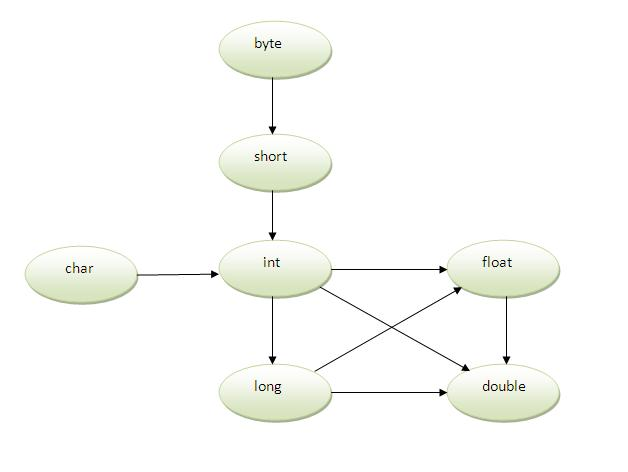 byte
short
char
int
float
long
double